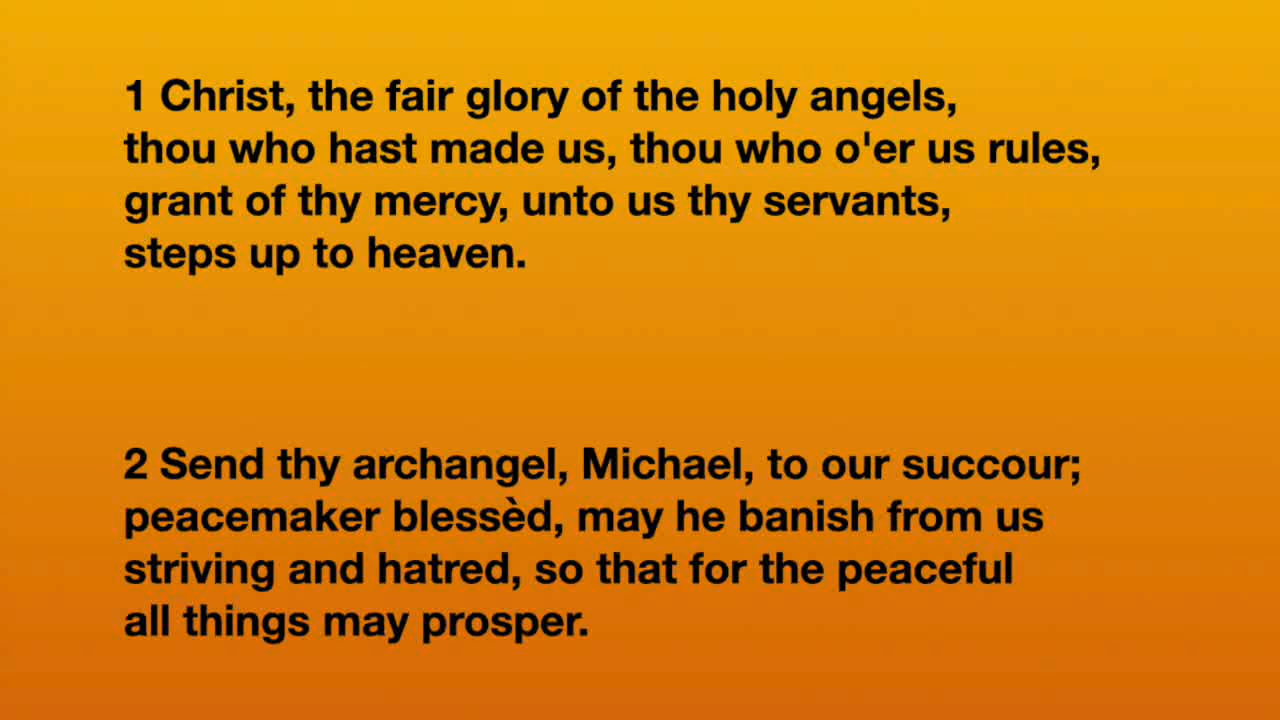 1 Christ, the fair glory of the holy angels,
thou who hast made us, thou who o'er us rules,
grant of thy mercy, unto us thy servants,
steps up to heaven.
2 Send thy archangel, Michael, to our succour;
peacemaker blessèd, may he banish from us
striving and hatred, so that for the peaceful
all things may prosper.